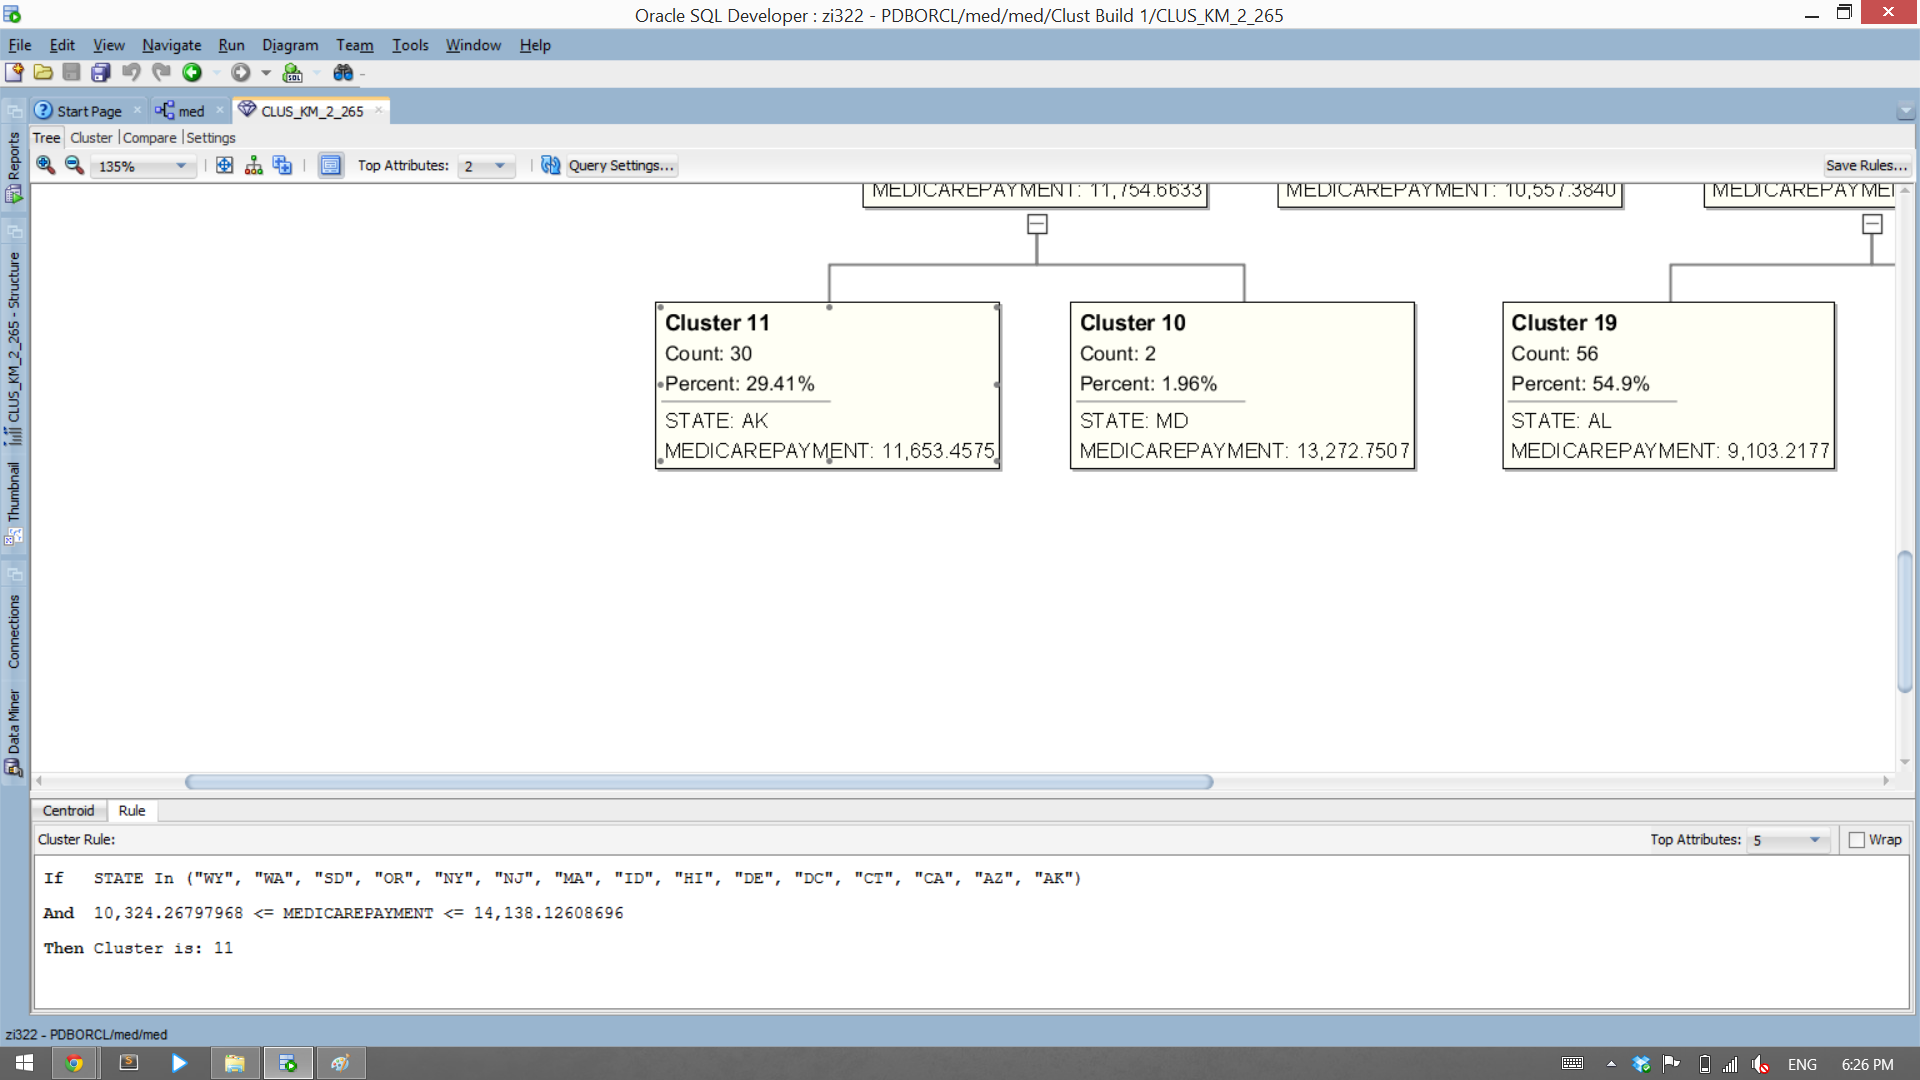 Oracle SQL Developer : zi322 - PDBORCL/med/med/Clust Build 1/CLUS_KM_2_265
File Edit View Navigate Run Diagram Team Tools Window Help
Start Page med CLUS_KM_2_265
Tree Cluster Compare Settings
135% Top Attributes: 2 Query Settings... Save Rules...
MEDICAREPAYMENT: 11,754.6633 MEDICAREPAYMENT: 10,557.3840
Cluster 11
Count: 30
Percent: 29.41%
STATE: AK
MEDICAREPAYMENT: 11,653.4575
Cluster 10
Count: 2
Percent: 1.96%
STATE: MD
MEDICAREPAYMENT: 13,272.7507
Cluster 19
Count: 56
Percent: 54.9%
STATE: AL
MEDICAREPAYMENT: 9,103.2177
Reports
CLUS_KM_2_265 - Structure
Thumbnail
Connections
Data Miner
Centroid Rule
Cluster Rule: Top Attributes: 5 Wrap
If STATE In ("WY", "WA", "SD", "OR", "NY", "NJ", "MA", "ID", "HI", "DE", "DC", "CT", "CA", "AZ", "AK")
And 10,324.26797968 <= MEDICAREPAYMENT <= 14,138.12608696
Then Cluster is: 11
zi322 - PDBORCL/med/med
ENG 6:26 PM